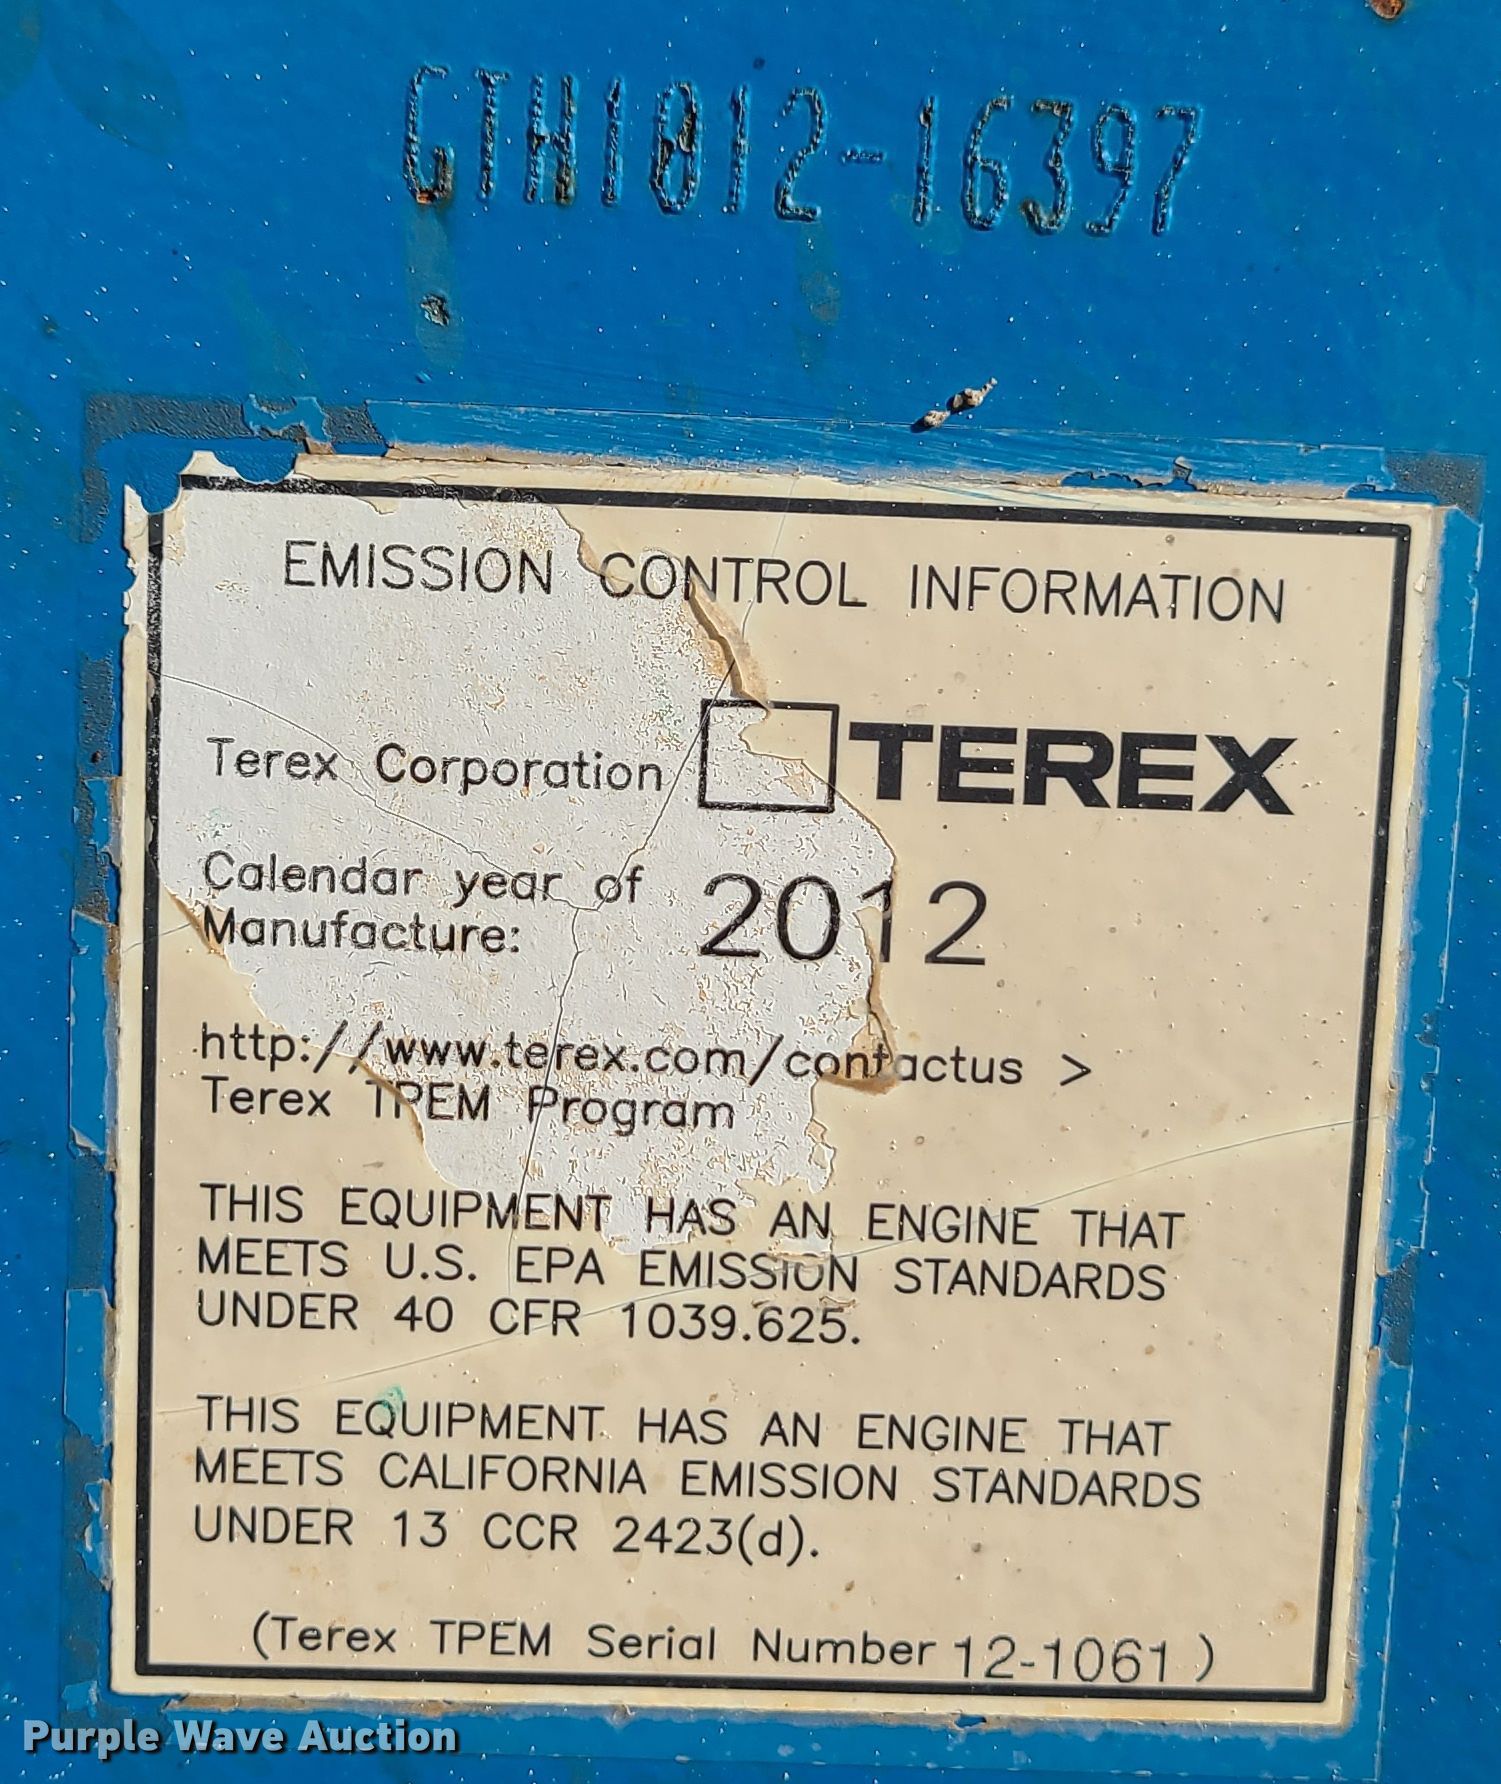 GTH1012-16397
EMISSION CONTROL INFORMATION
Terex Corporation TEREX
Calendar year of
Manufacture: 2012
http://www.terex.com/contactus >
Terex TPEM Program
THIS EQUIPMENT HAS AN ENGINE THAT
MEETS U.S. EPA EMISSION STANDARDS
UNDER 40 CFR 1039.625.
THIS EQUIPMENT HAS AN ENGINE THAT
MEETS CALIFORNIA EMISSION STANDARDS
UNDER 13 CCR 2423(d).
(Terex TPEM Serial Number 12-1061 )
Purple Wave Auction